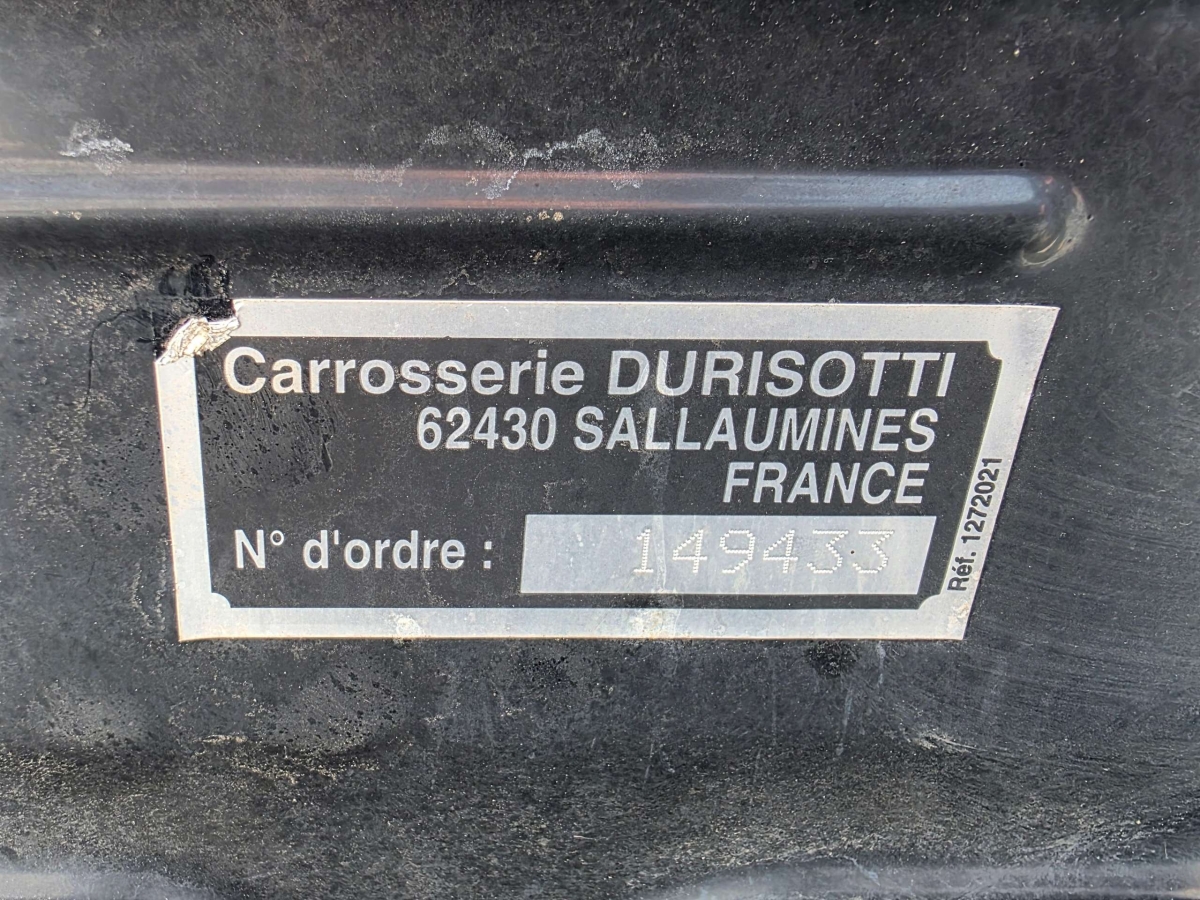 Carrosserie DURISOTTI
62430 SALLAUMINES
FRANCE
N° d'ordre : 149433
Réf. 1272021